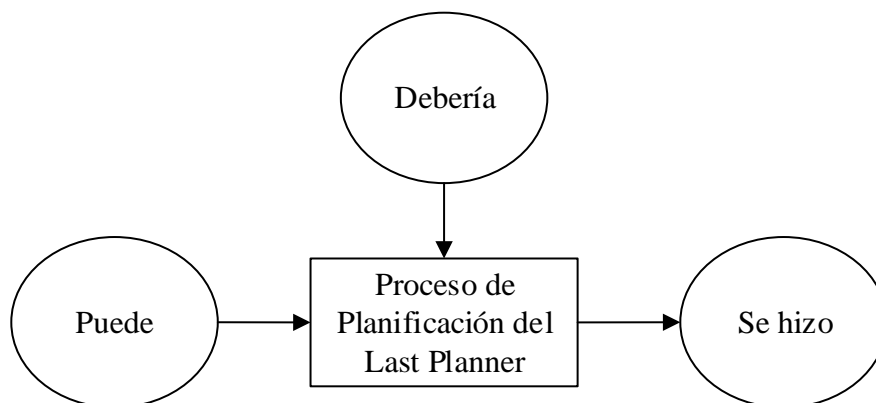 Debería
Puede
Proceso de
Planificación del
Last Planner
Se hizo